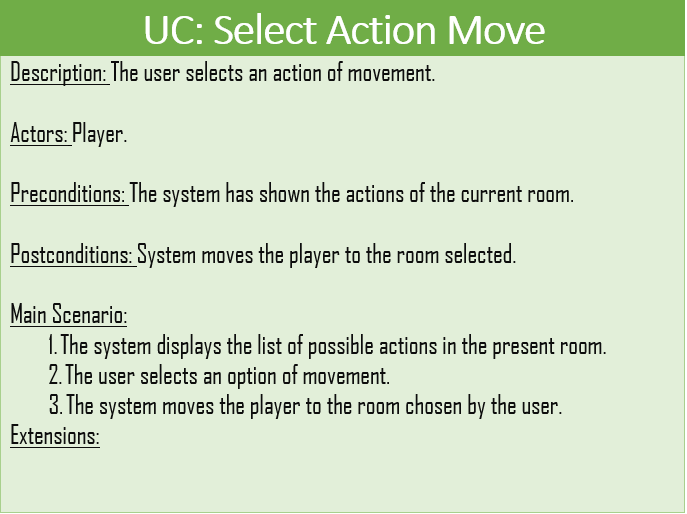 UC: Select Action Move
Description: The user selects an action of movement.
Actors: Player.
Preconditions: The system has shown the actions of the current room.
Postconditions: System moves the player to the room selected.
Main Scenario:
1. The system displays the list of possible actions in the present room.
2. The user selects an option of movement.
3. The system moves the player to the room chosen by the user.
Extensions: